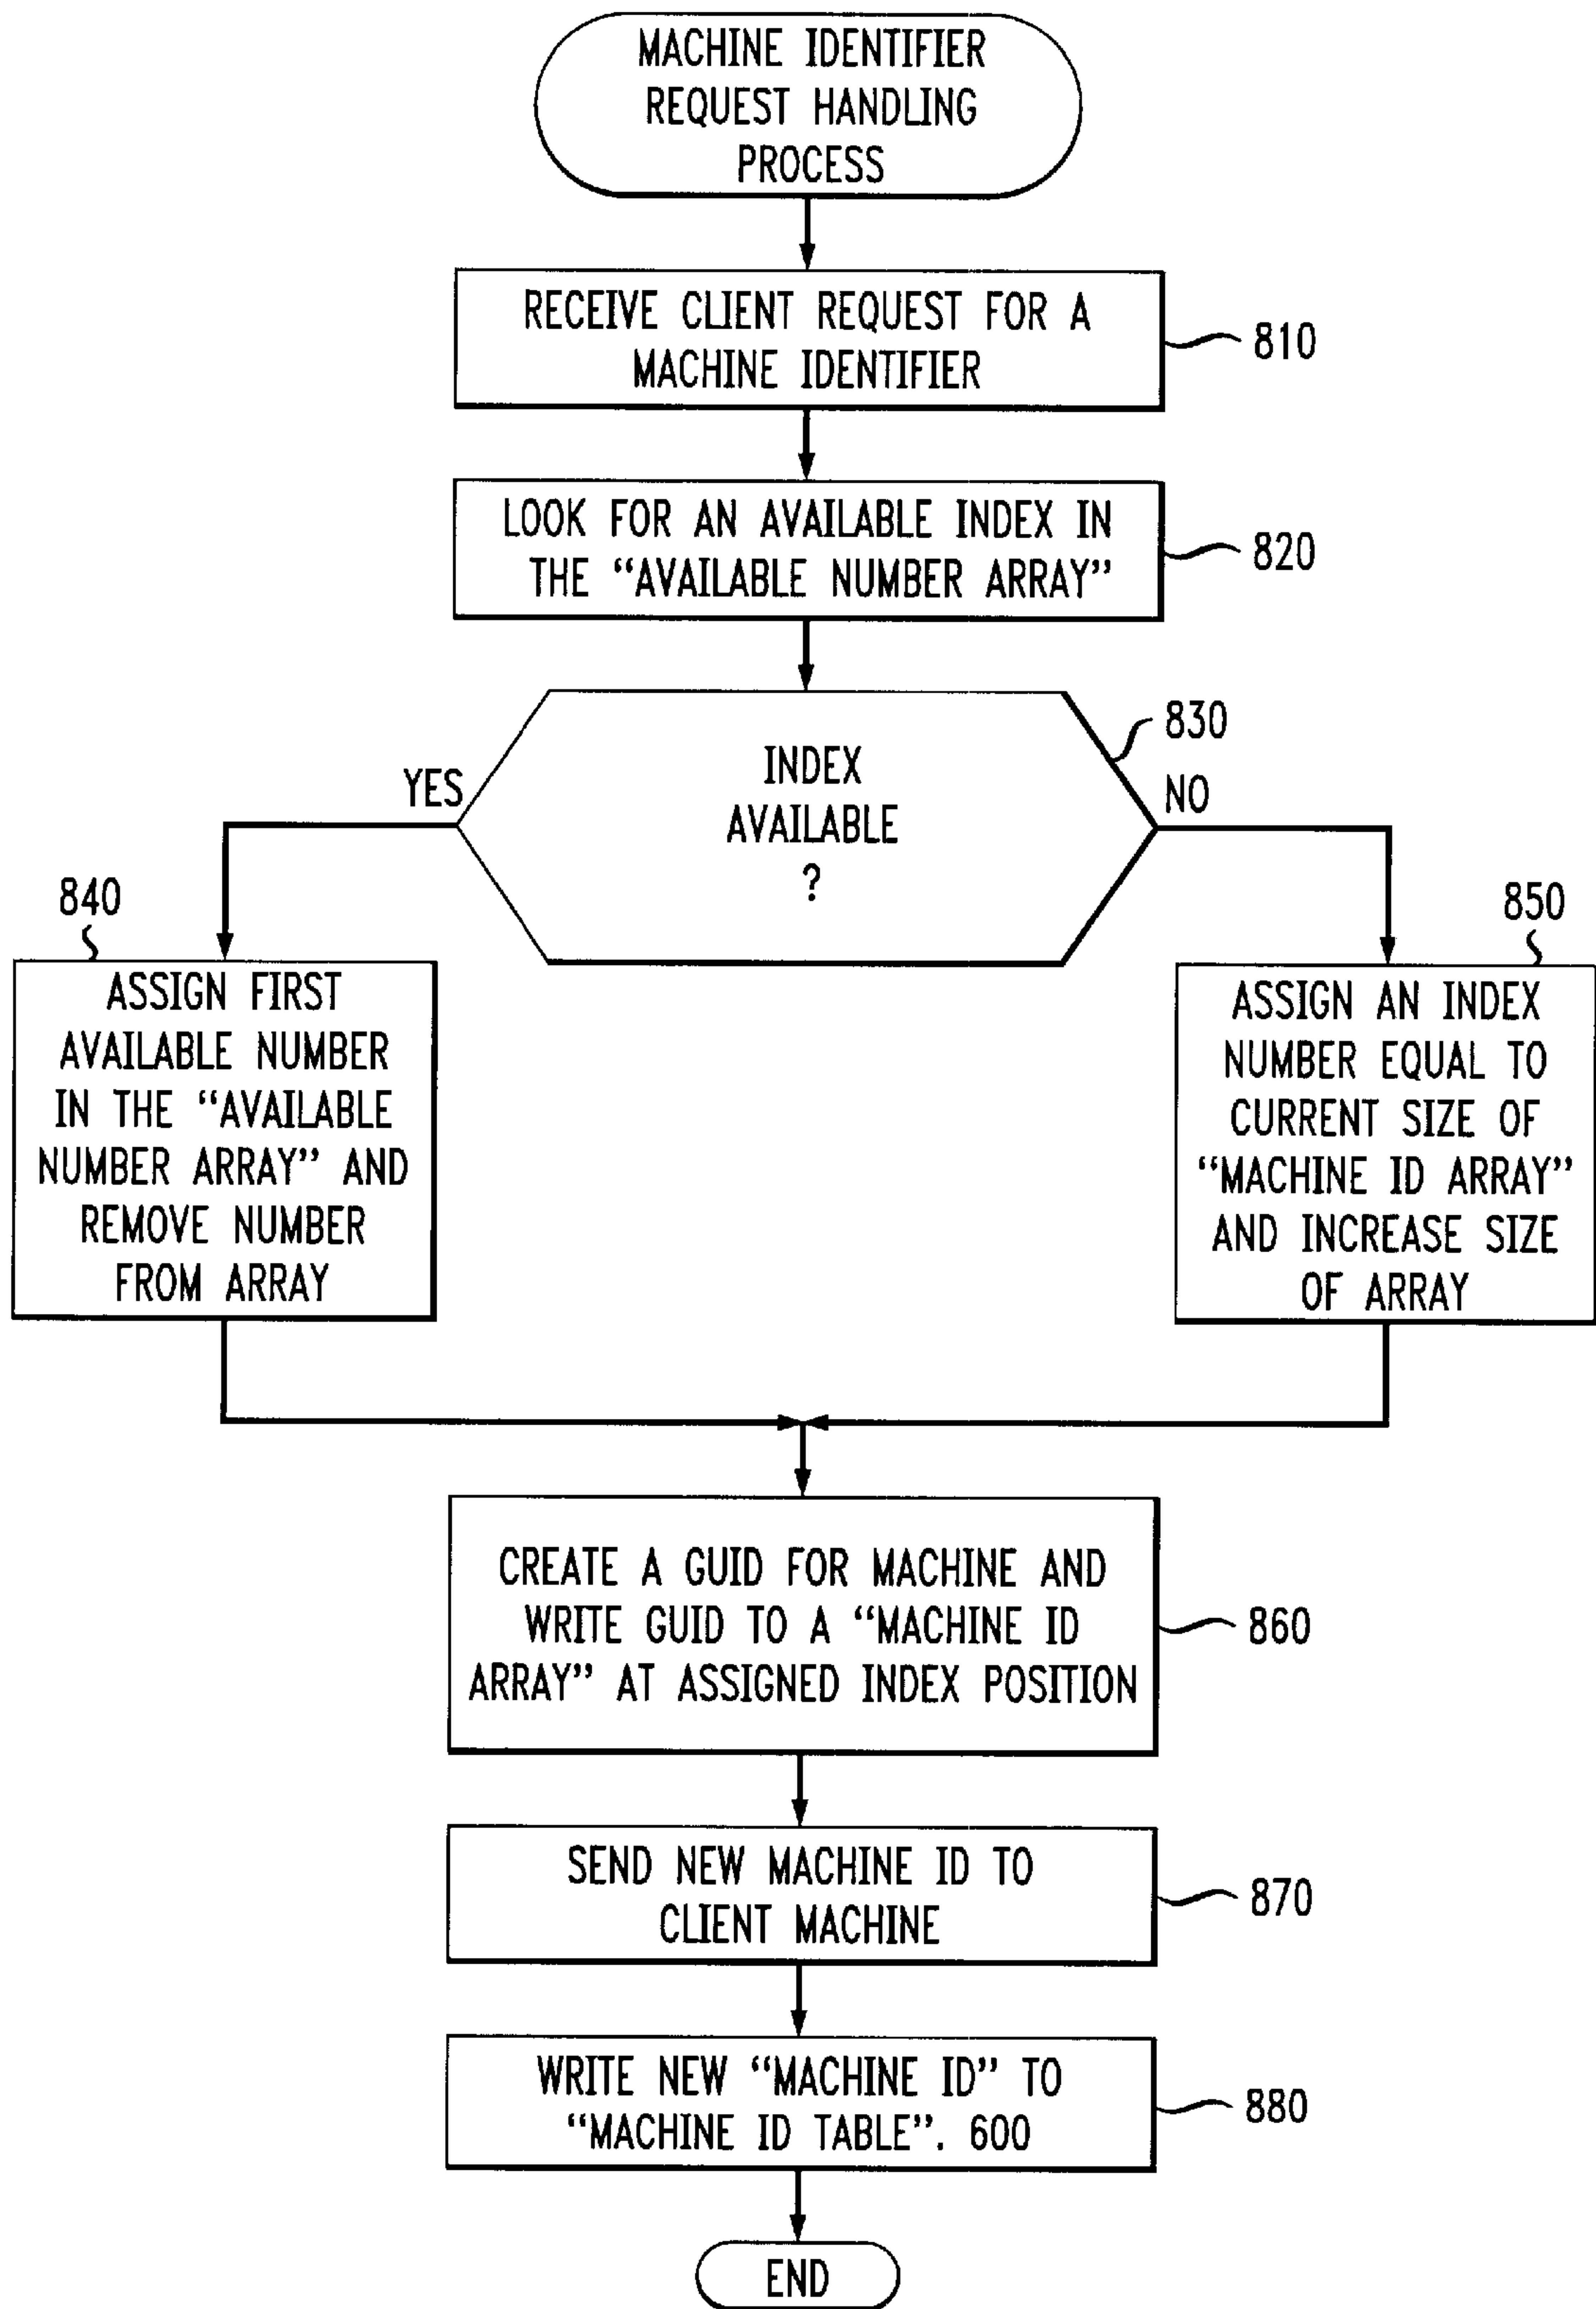 MACHINE IDENTIFIER
REQUEST HANDLING
PROCESS
RECEIVE CLIENT REQUEST FOR A
MACHINE IDENTIFIER
810
LOOK FOR AN AVAILABLE INDEX IN
THE “AVAILABLE NUMBER ARRAY”
820
830
INDEX
AVAILABLE
?
YES
NO
840
ASSIGN FIRST
AVAILABLE NUMBER
IN THE “AVAILABLE
NUMBER ARRAY” AND
REMOVE NUMBER
FROM ARRAY
850
ASSIGN AN INDEX
NUMBER EQUAL TO
CURRENT SIZE OF
“MACHINE ID ARRAY”
AND INCREASE SIZE
OF ARRAY
CREATE A GUID FOR MACHINE AND
WRITE GUID TO A “MACHINE ID
ARRAY” AT ASSIGNED INDEX POSITION
860
SEND NEW MACHINE ID TO
CLIENT MACHINE
870
WRITE NEW “MACHINE ID” TO
“MACHINE ID TABLE”. 600
880
END